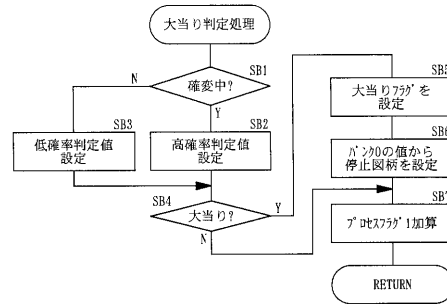 大当り判定処理
SB1
確変中?
N
Y
SB3
低確率判定値
設定
SB2
高確率判定値
設定
SB4
大当り?
Y
N
SB5
大当りフラグを
設定
SB6
バンク0の値から
停止図柄を設定
SB7
プロセスフラグ1加算
RETURN